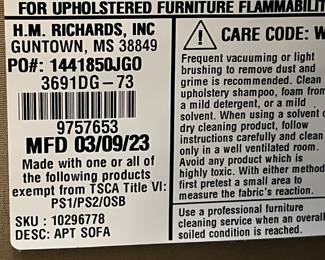 FOR UPHOLSTERED FURNITURE FLAMMABILIT
H.M. RICHARDS, INC
GUNTOWN, MS 38849
PO#: 1441850JGO
3691DG-73
9757653
MFD 03/09/23
Made with one or all
of the following products
exempt from TSCA Title VI:
PS1/PS2/OSB
SKU : 10296778
DESC: APT SOFA
CARE CODE: W
Frequent vacuuming or light
brushing to remove dust and
grime is recommended. Clean
upholstery shampoo, foam from
a mild detergent, or a mild
solvent. When using a solvent o
dry cleaning product, follow
instructions carefully and clean
only in a well ventilated room.
Avoid any product which is
highly toxic. With either method
first pretest a small area
to measure the fabric's reaction.
Use a professional furniture
cleaning service when an overall
soiled condition is reached.